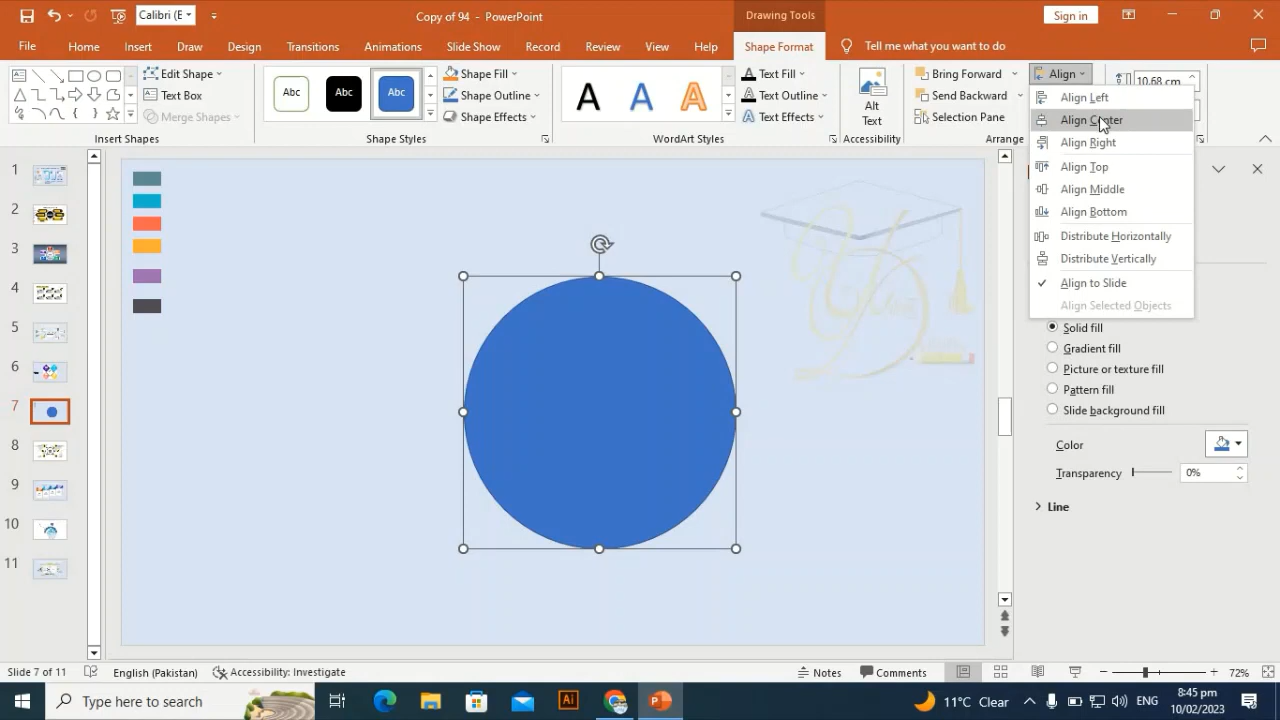 Calibri (E
Copy of 94 - PowerPoint
Drawing Tools
Sign in
File
Home
Insert
Draw
Design
Transitions
Animations
Slide Show
Record
Review
View
Help
Shape Format
Tell me what you want to do
Edit Shape
Text Box
Merge Shapes
Insert Shapes
Abc
Abc
Abc
Shape Fill
Shape Outline
Shape Effects
Shape Styles
A
A
A
Text Fill
Text Outline
Text Effects
WordArt Styles
Alt
Text
Accessibility
Bring Forward
Send Backward
Selection Pane
Arrange
Align
10.68 cm
Align Left
Align Center
Align Right
Align Top
Align Middle
Align Bottom
Distribute Horizontally
Distribute Vertically
Align to Slide
Align Selected Objects
1
2
3
4
5
6
7
8
9
10
11
Solid fill
Gradient fill
Picture or texture fill
Pattern fill
Slide background fill
Color
Transparency
0%
Line
Slide 7 of 11
English (Pakistan)
Accessibility: Investigate
Notes
Comments
72%
Type here to search
Ai
11°C Clear
ENG
8:45 pm
10/02/2023